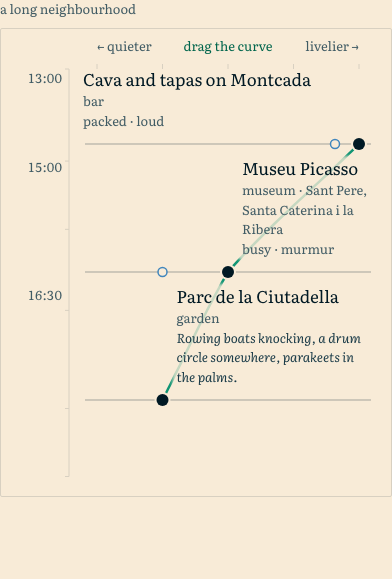 a long neighbourhood
← quieter drag the curve livelier →
13:00 Cava and tapas on Montcada
bar
packed · loud
15:00 Museu Picasso
museum · Sant Pere,
Santa Caterina i la
Ribera
busy · murmur
16:30 Parc de la Ciutadella
garden
Rowing boats knocking, a drum
circle somewhere, parakeets in
the palms.